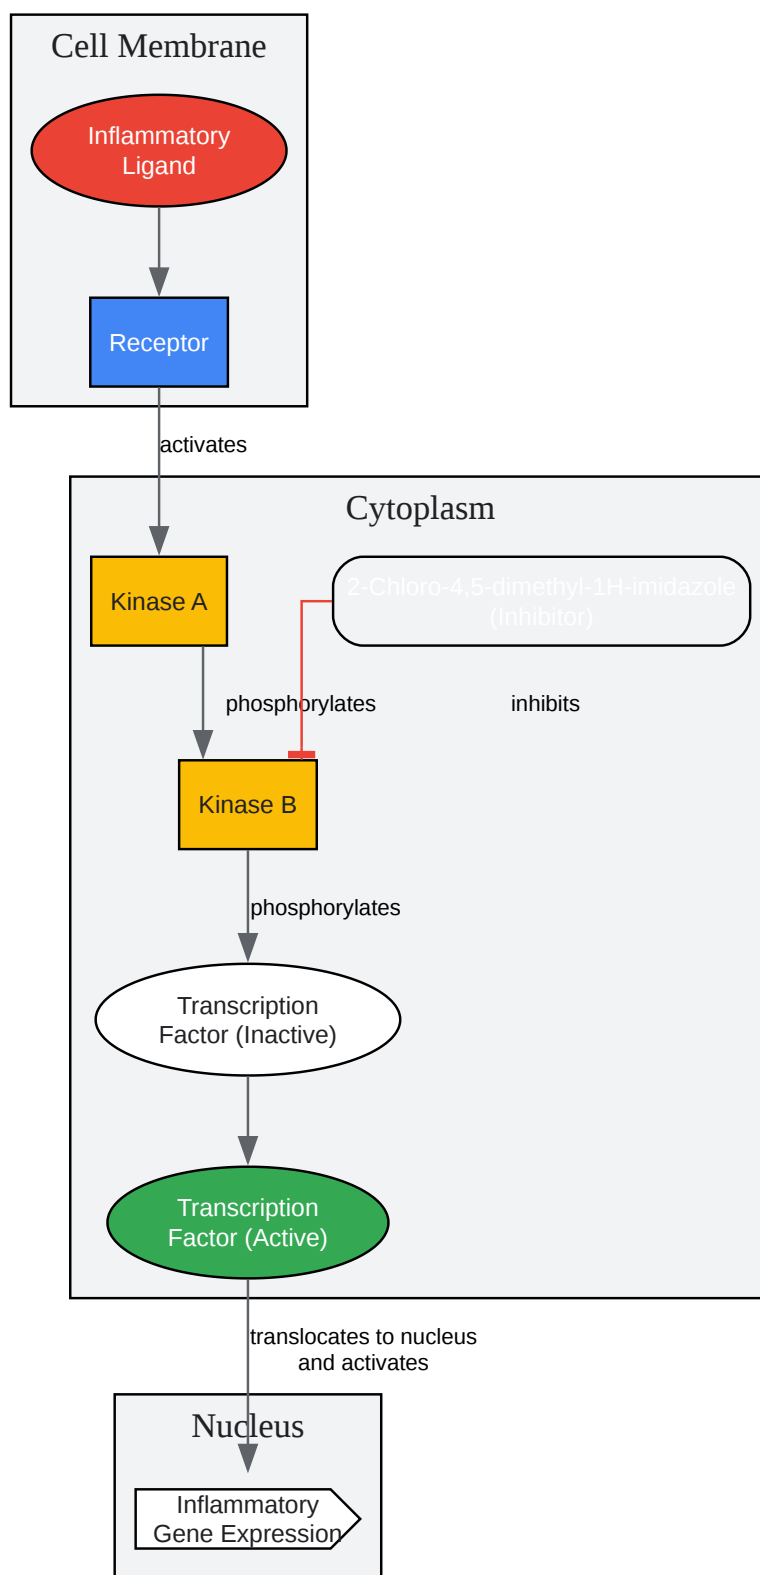 Cell Membrane
Inflammatory
Ligand
Receptor
activates
Cytoplasm
Kinase A
2-Chloro-4,5-dimethyl-1H-imidazole
(Inhibitor)
phosphorylates
inhibits
Kinase B
phosphorylates
Transcription
Factor (Inactive)
Transcription
Factor (Active)
translocates to nucleus
and activates
Nucleus
Inflammatory
Gene Expression